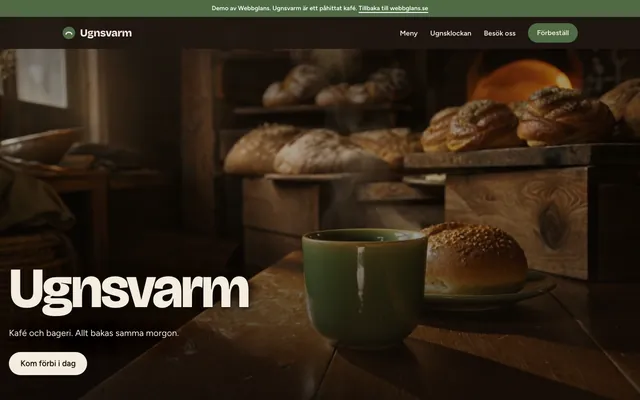 Demo av Webbglans. Ugnsvarm är ett påhittat kafé. Tillbaka till webbglans.se
Ugnsvarm
Meny
Ugnsklockan
Besök oss
Förbeställ
Ugnsvarm
Kafé och bageri. Allt bakas samma morgon.
Kom förbi i dag